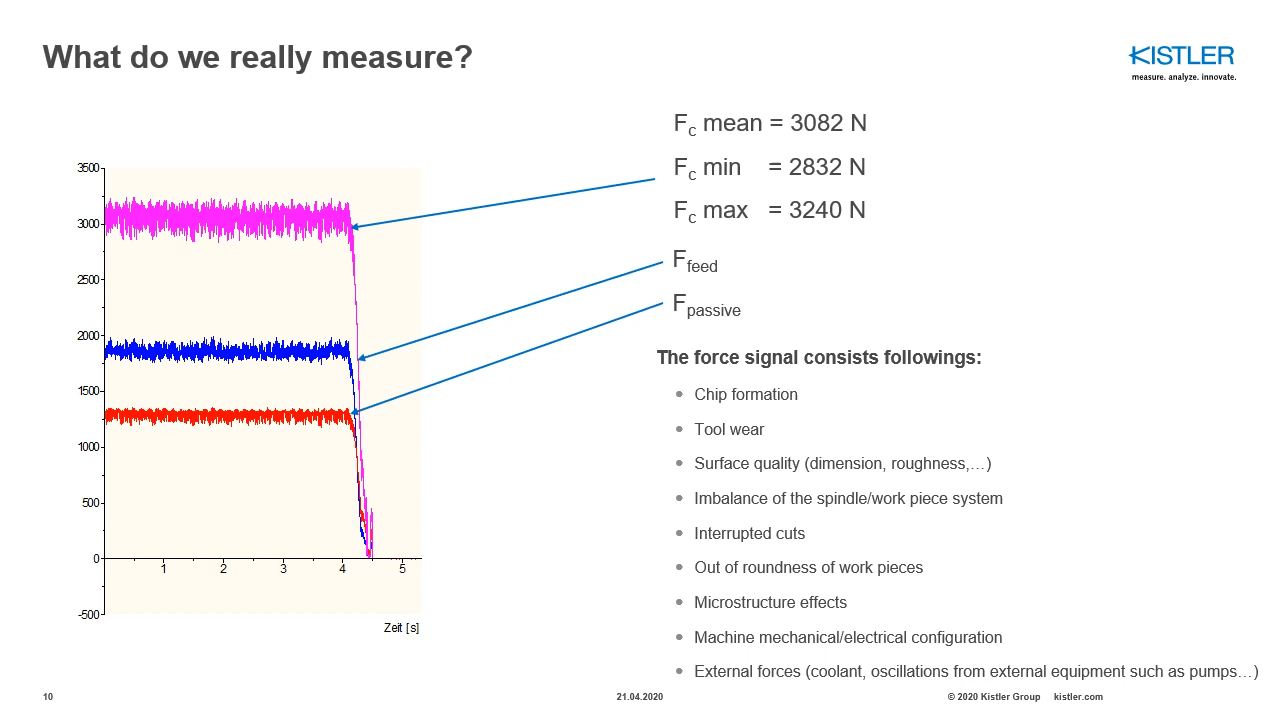 What do we really measure?
KISTLER
measure. analyze. innovate.
Fc mean = 3082 N
Fc min = 2832 N
Fc max = 3240 N
Ffeed
Fpassive
3500
3000
2500
2000
1500
1000
500
0
-500
1 2 3 4 5
Zeit [s]
The force signal consists followings:
• Chip formation
• Tool wear
• Surface quality (dimension, roughness,…)
• Imbalance of the spindle/work piece system
• Interrupted cuts
• Out of roundness of work pieces
• Microstructure effects
• Machine mechanical/electrical configuration
• External forces (coolant, oscillations from external equipment such as pumps…)
10
21.04.2020
© 2020 Kistler Group kistler.com